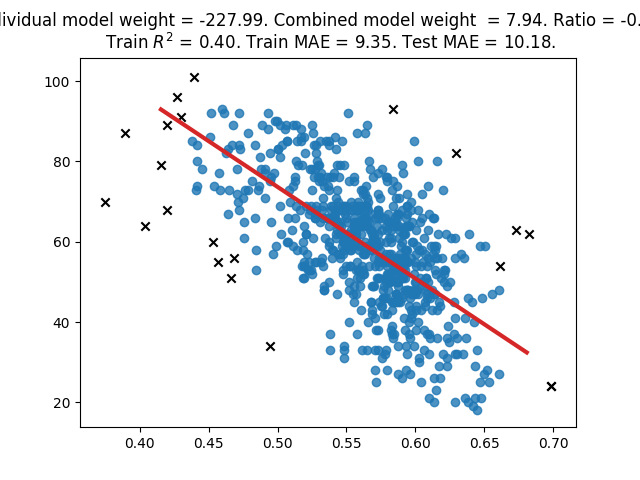 dividual model weight = -227.99. Combined model weight = 7.94. Ratio = -0.
Train R² = 0.40. Train MAE = 9.35. Test MAE = 10.18.
100
80
60
40
20
0.40 0.45 0.50 0.55 0.60 0.65 0.70